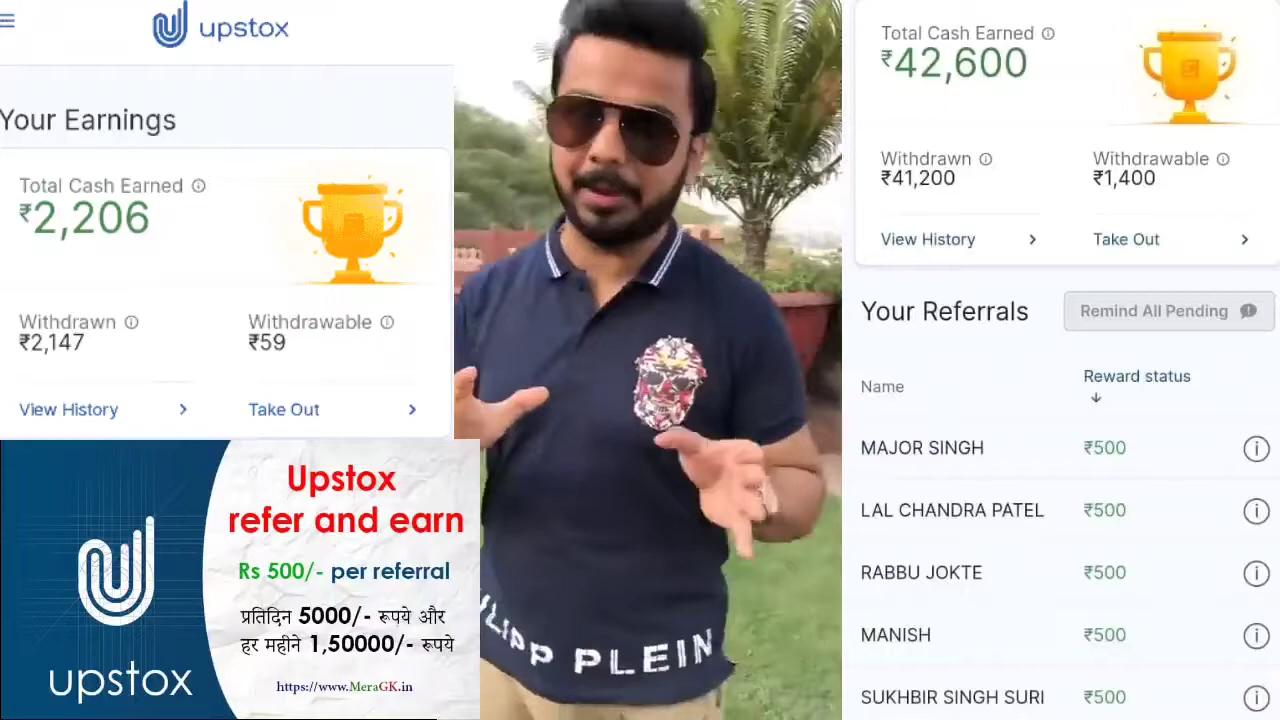 upstox
Your Earnings
Total Cash Earned
₹2,206
Withdrawn
₹2,147
Withdrawable
₹59
View History
Take Out
Upstox
refer and earn
Rs 500/- per referral
प्रतिदिन 5000/- रूपये और
हर महीने 1,50000/- रूपये
https://www.MeraGK.in
upstox
PLEIN
Total Cash Earned
₹42,600
Withdrawn
₹41,200
Withdrawable
₹1,400
View History
Take Out
Your Referrals
Remind All Pending
Name
Reward status
MAJOR SINGH ₹500
LAL CHANDRA PATEL ₹500
RABBU JOKTE ₹500
MANISH ₹500
SUKHBIR SINGH SURI ₹500